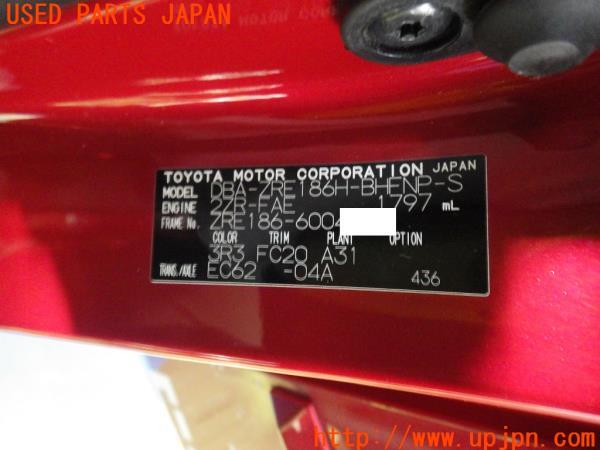 USED PARTS JAPAN
TOYOTA MOTOR CORPORATION JAPAN
MODEL DBA-ZRE186H-BHFNP-S
ENGINE 2ZR-FAE 1797 mL
FRAME No. ZRE186-6004
COLOR TRIM PLANT OPTION
3R3 FC20 A31
TRANS./AXLE EC62 -04A 436
http://www.upjpn.com